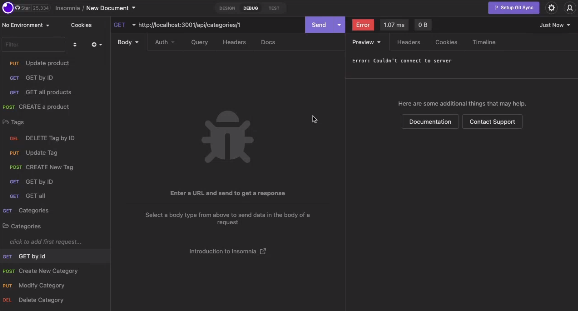 Insomnia / New Document
DESIGN DEBUG TEST
Setup Git Sync
No Environment Cookies
GET http://localhost:3001/api/categories/1 Send
Error 1.07 ms 0 B Just Now
Filter
Body Auth Query Headers Docs
Preview Headers Cookies Timeline
PUT Update product
GET GET by ID
GET GET all products
POST CREATE a product
Tags
DEL DELETE Tag by ID
PUT Update Tag
POST CREATE New Tag
GET GET by ID
GET GET all
GET Categories
Categories
click to add first request...
GET GET by Id
POST Create New Category
PUT Modify Category
DEL Delete Category
Enter a URL and send to get a response
Select a body type from above to send data in the body of a
request
Introduction to Insomnia
Error: Couldn't connect to server
Here are some additional things that may help.
Documentation Contact Support